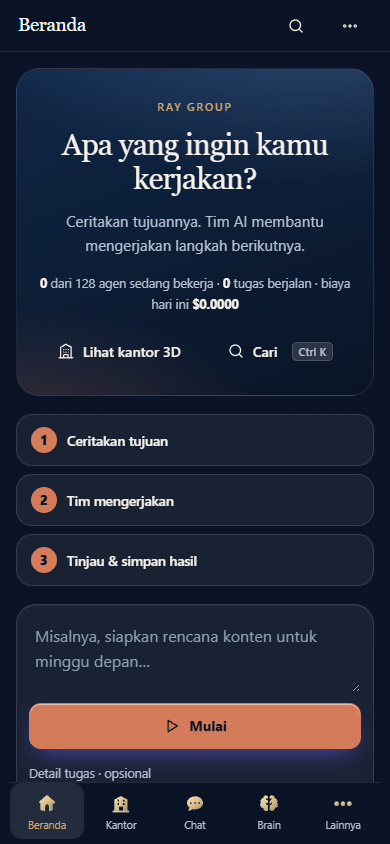 Beranda
RAY GROUP
Apa yang ingin kamu
kerjakan?
Ceritakan tujuannya. Tim AI membantu
mengerjakan langkah berikutnya.
0 dari 128 agen sedang bekerja · 0 tugas berjalan · biaya
hari ini $0.0000
Lihat kantor 3D
Cari Ctrl K
1 Ceritakan tujuan
2 Tim mengerjakan
3 Tinjau & simpan hasil
Misalnya, siapkan rencana konten untuk
minggu depan...
Mulai
Detail tugas · opsional
Beranda Kantor Chat Brain Lainnya